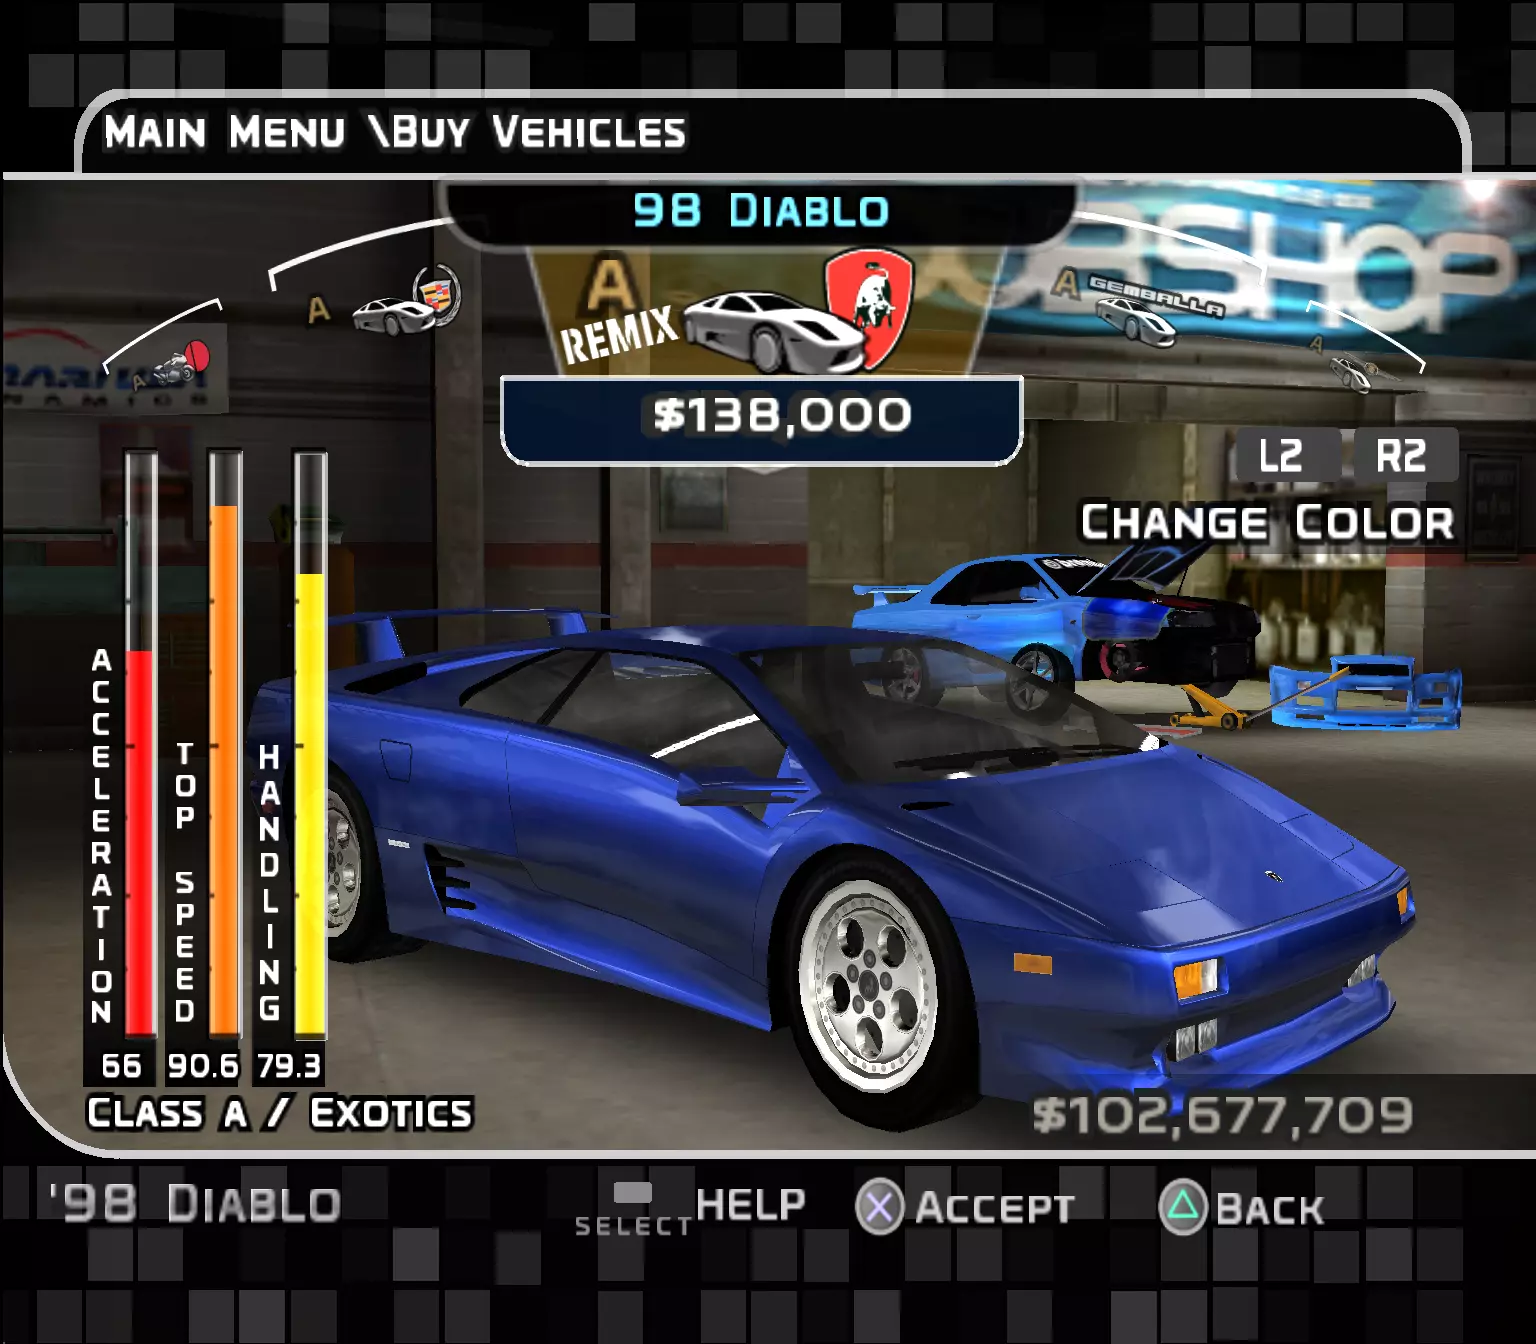 MAIN MENU \BUY VEHICLES
98 DIABLO
A
A
REMIX
A
GEMBALLA
A
A
$138,000
L2 R2
CHANGE COLOR
ACCELERATION
TOP SPEED
HANDLING
66 90.6 79.3
CLASS A / EXOTICS
$102,677,709
'98 DIABLO
SELECT HELP
ACCEPT
BACK